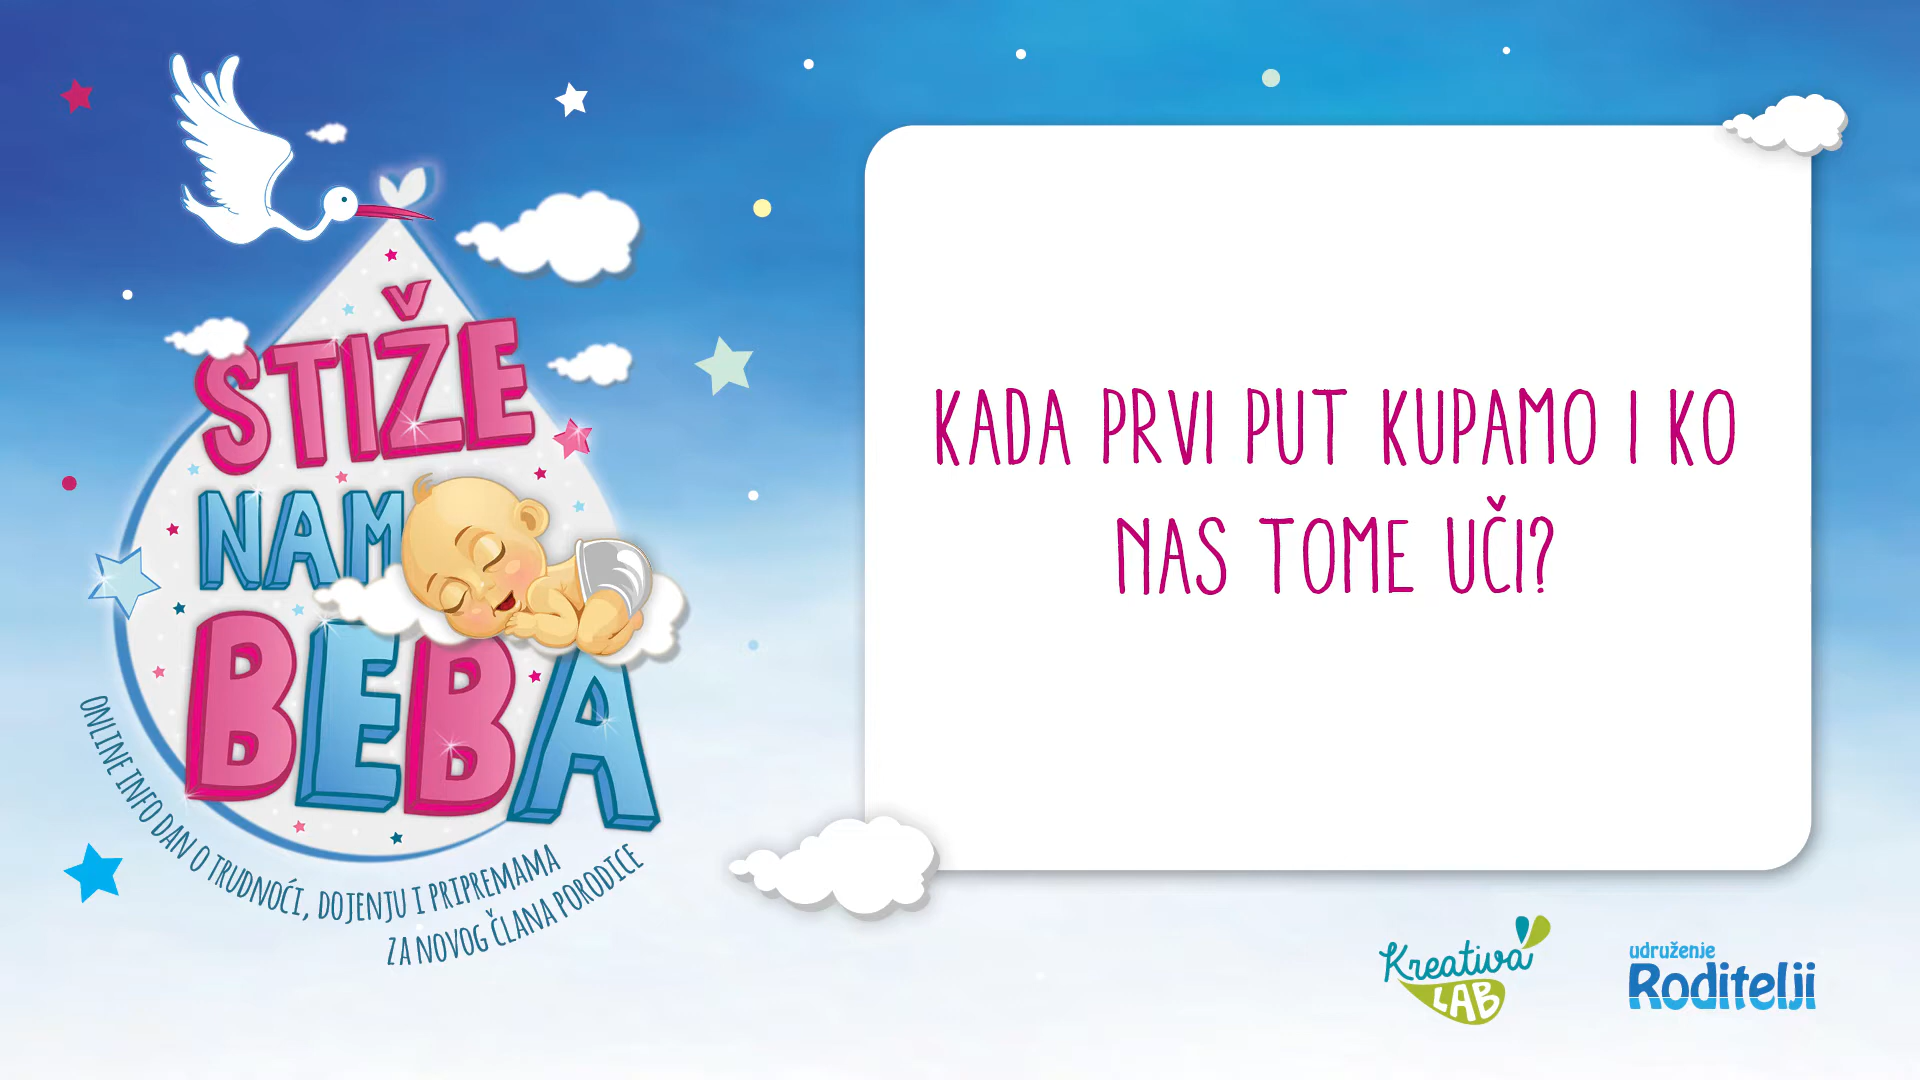 STIŽE
NAM
BEBA
ONLINE INFO DAN O TRUDNOĆI, DOJENJU I PRIPREMAMA
ZA NOVOG ČLANA PORODICE
KADA PRVI PUT KUPAMO I KO
NAS TOME UČI?
Kreativa
LAB
udruženje
Roditelji